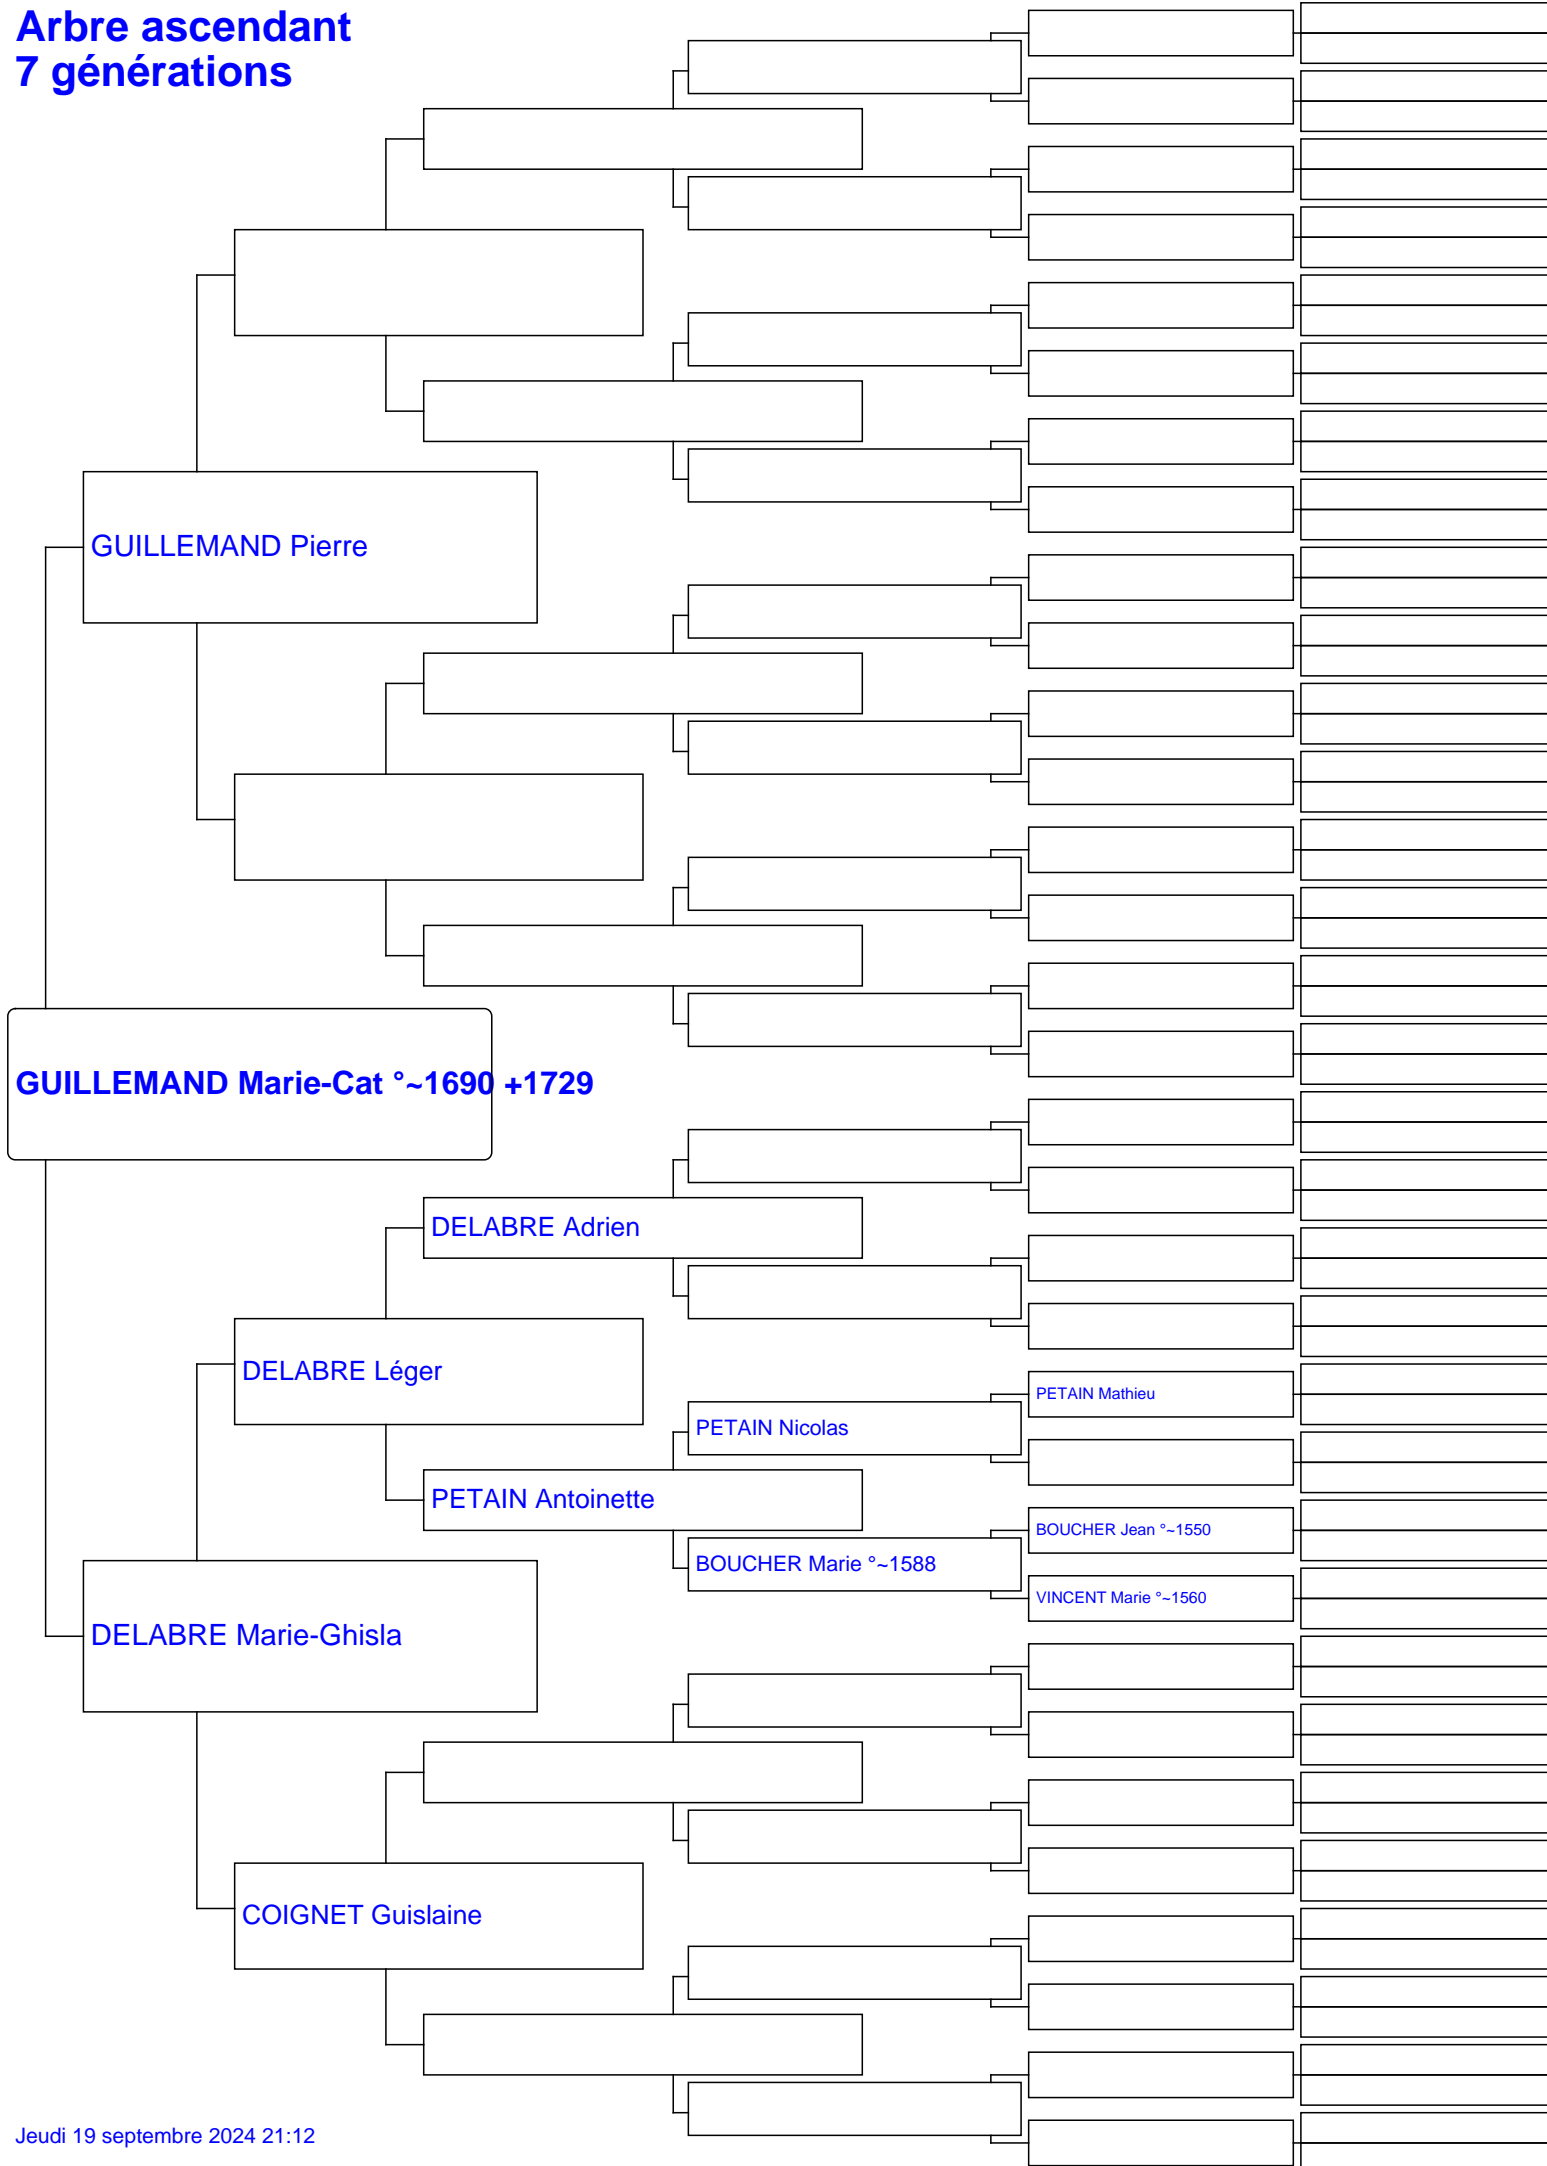 Arbre ascendant
7 générations
GUILLEMAND Pierre
GUILLEMAND Marie-Cat °~1690 +1729
DELABRE Adrien
DELABRE Léger
PETAIN Mathieu
PETAIN Nicolas
PETAIN Antoinette
BOUCHER Jean °~1550
BOUCHER Marie °~1588
VINCENT Marie °~1560
DELABRE Marie-Ghisla
COIGNET Guislaine
Jeudi 19 septembre 2024 21:12